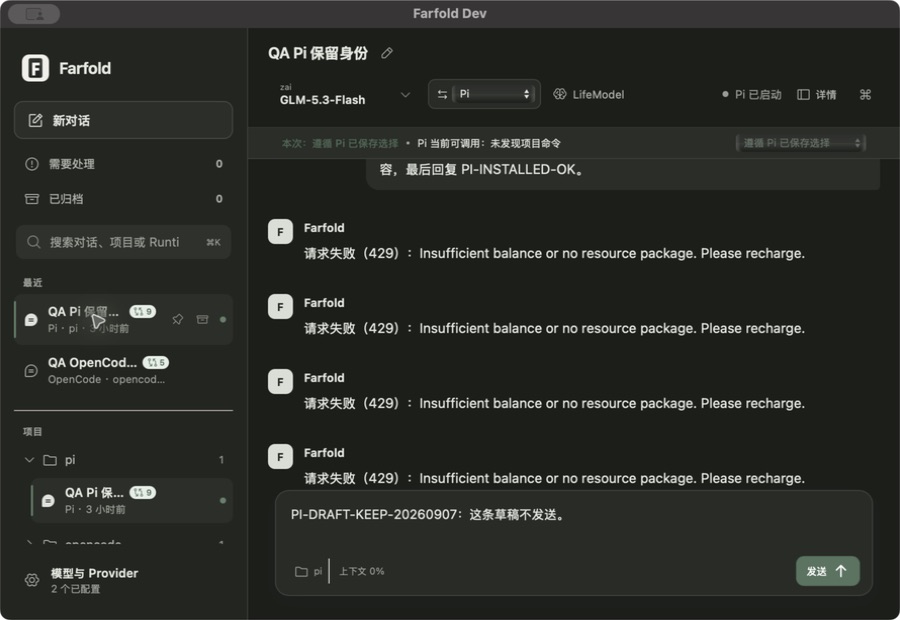 Farfold Dev
F Farfold
新对话
需要处理 0
已归档 0
搜索对话、项目或 Runti ⌘K
最近
QA Pi 保留... 9
Pi · pi · 3 小时前
QA OpenCod... 5
OpenCode · opencod...
项目
pi 1
QA Pi 保... 9
Pi · 3 小时前
opencode 1
模型与 Provider
2 个已配置
QA Pi 保留身份
zai
GLM-5.3-Flash
Pi
LifeModel
Pi 已启动
详情
⌘
本次：遵循 Pi 已保存选择 • Pi 当前可调用：未发现项目命令
遵循 Pi 已保存选择
容，最后回复 PI-INSTALLED-OK。
F Farfold
请求失败（429）：Insufficient balance or no resource package. Please recharge.
F Farfold
请求失败（429）：Insufficient balance or no resource package. Please recharge.
F Farfold
请求失败（429）：Insufficient balance or no resource package. Please recharge.
F Farfold
请求失败（429）：Insufficient balance or no resource package. Please recharge.
PI-DRAFT-KEEP-20260907：这条草稿不发送。
pi
上下文 0%
发送